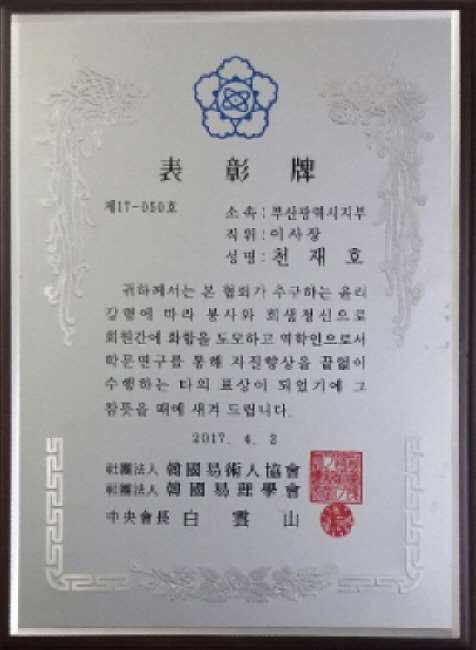 表彰牌
제17-050호
소속:부산광역시지부
직위:이사장
성명:천재호
귀하께서는 본 협회가 추구하는 윤리
강령에 따라 봉사와 희생정신으로
회원간에 화합을 도모하고 역학인으로서
학문연구를 통해 자질향상을 끝없이
수행하는 타의 표상이 되었기에 그
참뜻을 패에 새겨 드립니다.
2017. 4. 2
社團法人 韓國易術人協會
社團法人 韓國易理學會
中央會長 白雲山